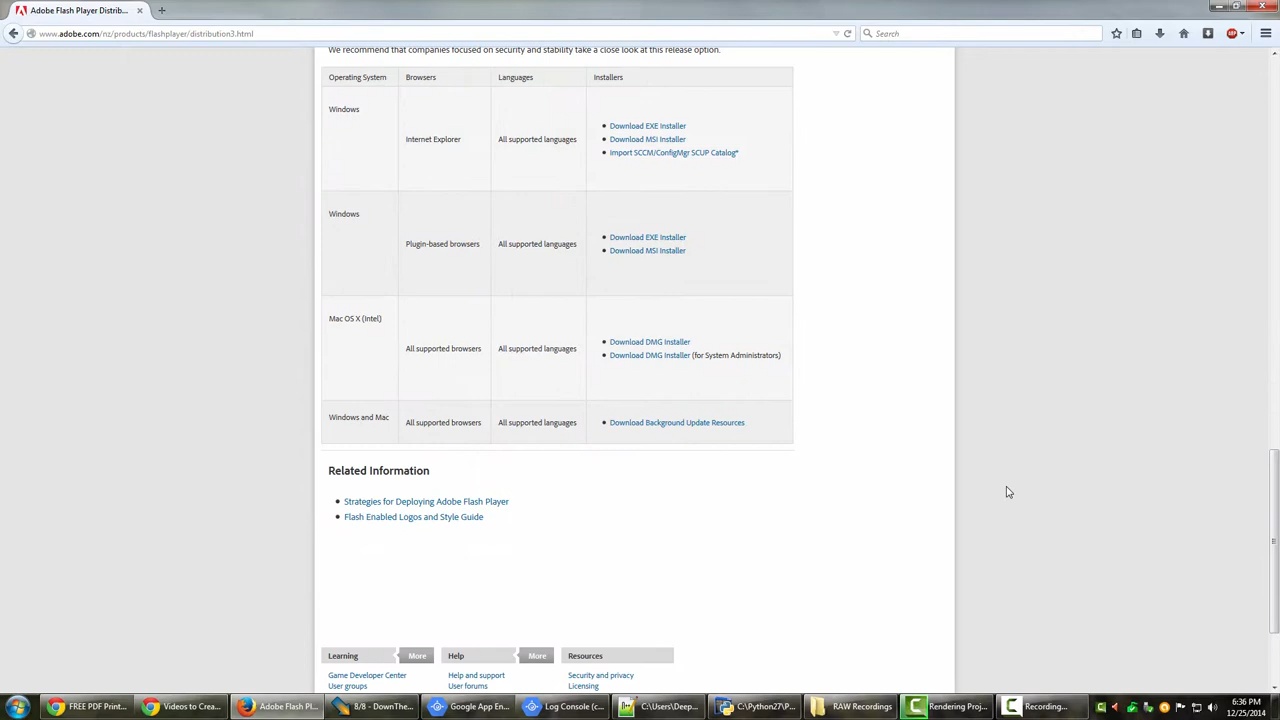 Adobe Flash Player Distrib...
www.adobe.com/nz/products/flashplayer/distribution3.html
Search
We recommend that companies focused on security and stability take a close look at this release option.
Operating System Browsers Languages Installers
Windows
Internet Explorer All supported languages
Download EXE Installer
Download MSI Installer
Import SCCM/ConfigMgr SCUP Catalog*
Windows
Plugin-based browsers All supported languages
Download EXE Installer
Download MSI Installer
Mac OS X (Intel)
All supported browsers All supported languages
Download DMG Installer
Download DMG Installer (for System Administrators)
Windows and Mac
All supported browsers All supported languages
Download Background Update Resources
Related Information
Strategies for Deploying Adobe Flash Player
Flash Enabled Logos and Style Guide
Learning More Help More Resources
Game Developer Center Help and support Security and privacy
User groups User forums Licensing
FREE PDF Print... Videos to Crea... Adobe Flash Pl... 8/8 - DownThe... Google App En... Log Console (c... C:\Users\Deep... C:\Python27\... RAW Recordings Rendering Proj... Recording...
6:36 PM
12/25/2014